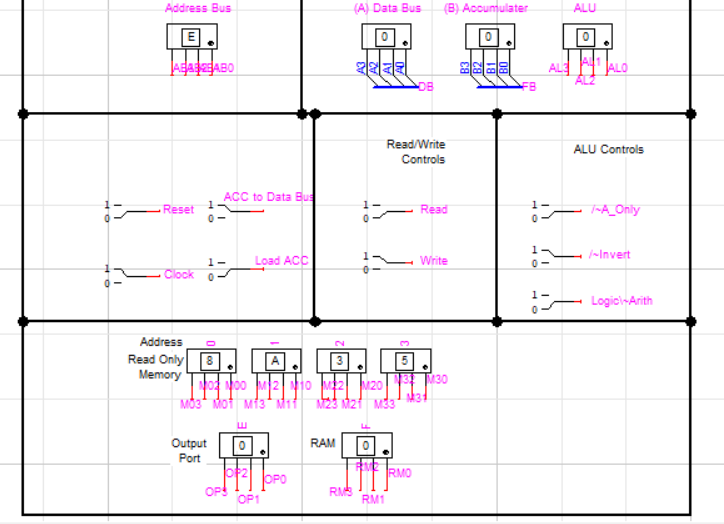 Address Bus
(A) Data Bus
(B) Accumulater
ALU
E
0
0
0
AB0
A3
A2
A1
A0
DB
B3
B2
B1
B0
FB
AL3
AL1
AL2
AL0
Read/Write
Controls
ALU Controls
1
0
Reset
ACC to Data Bus
1
0
1
0
Read
1
0
/~A_Only
1
0
Clock
Load ACC
1
0
1
0
Write
1
0
/~Invert
1
0
Logic\~Arith
Address
Read Only
Memory
0
1
2
3
8
A
3
5
M02
M00
M12
M10
M22
M20
M32
M30
M03
M01
M13
M11
M23
M21
M33
M31
Output
Port
E
0
OP2
OP0
OP3
OP1
RAM
F
0
RM2
RM0
RM3
RM1